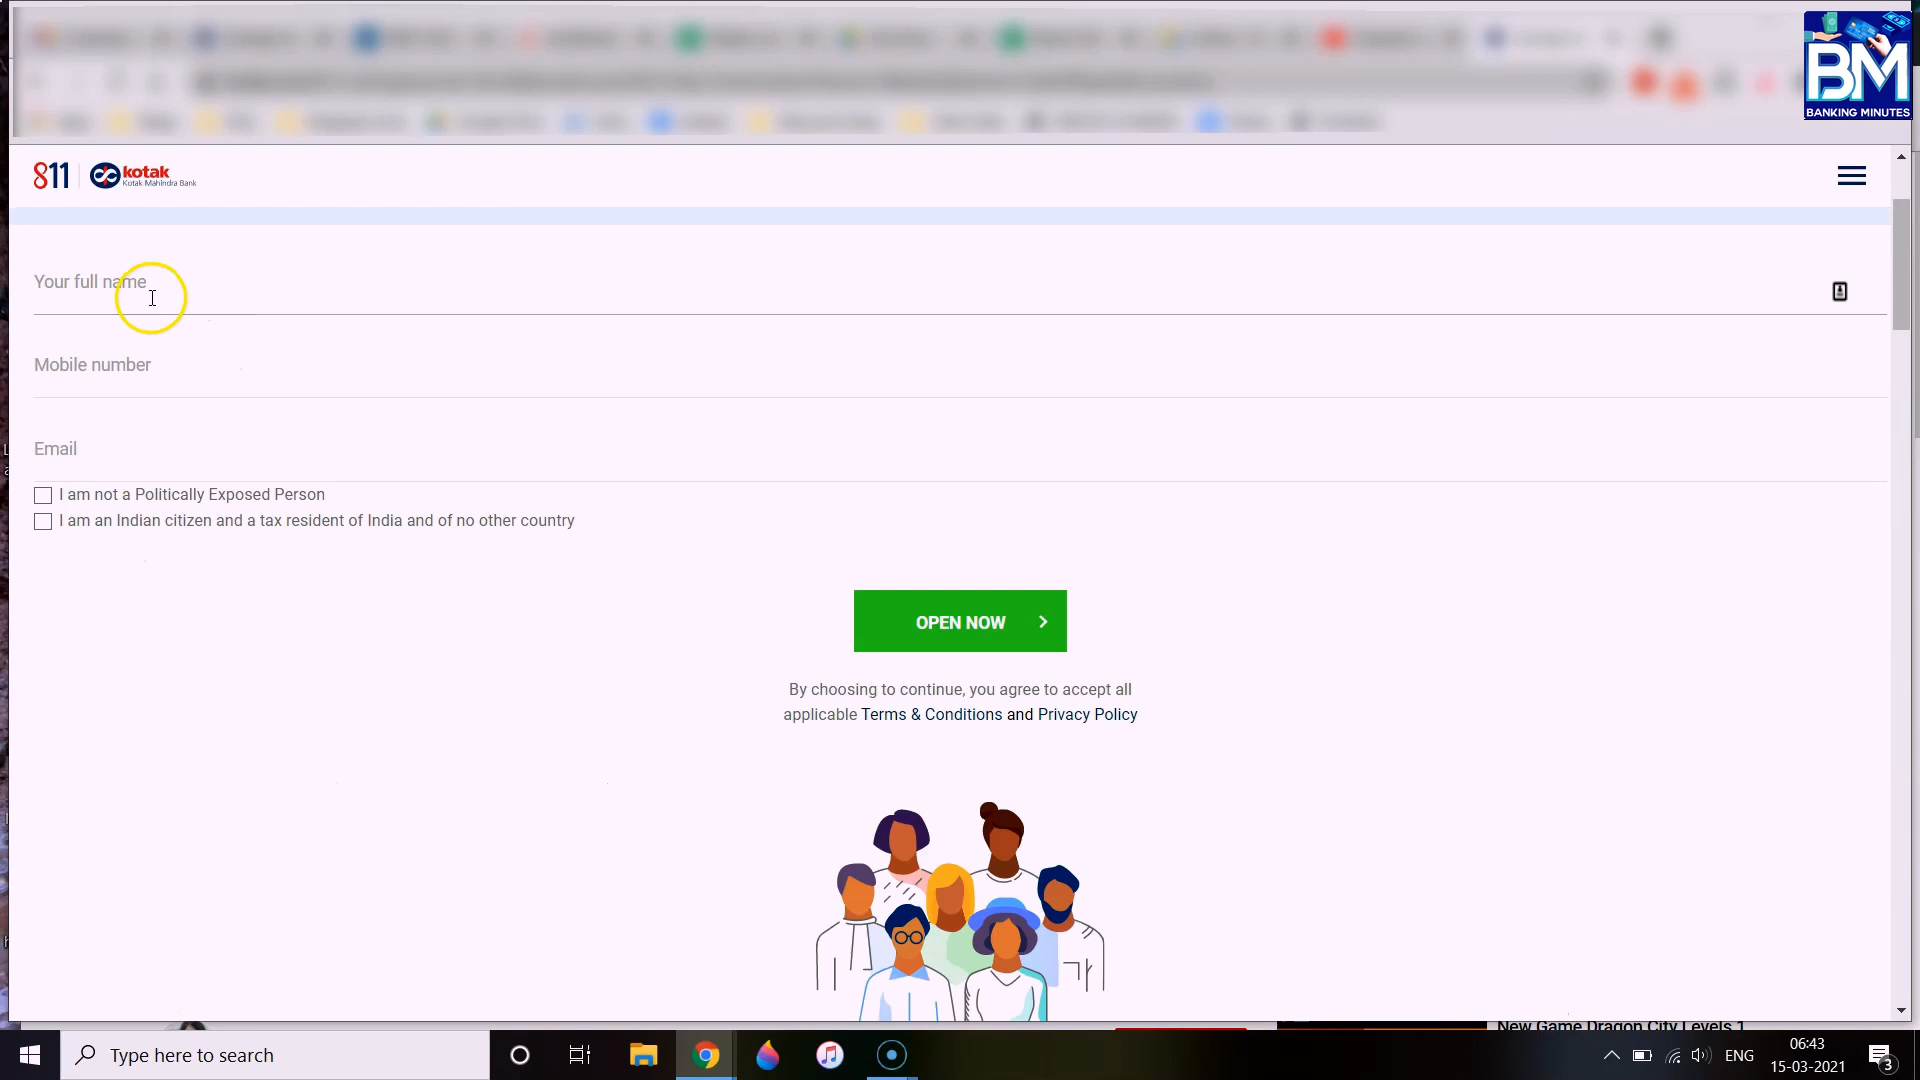 BM
BANKING MINUTES
811 kotak
Kotak Mahindra Bank
Your full name
Mobile number
Email
I am not a Politically Exposed Person
I am an Indian citizen and a tax resident of India and of no other country
OPEN NOW
By choosing to continue, you agree to accept all
applicable Terms & Conditions and Privacy Policy
New Game Dragon City Levels 1
Type here to search
ENG
06:43
15-03-2021
3